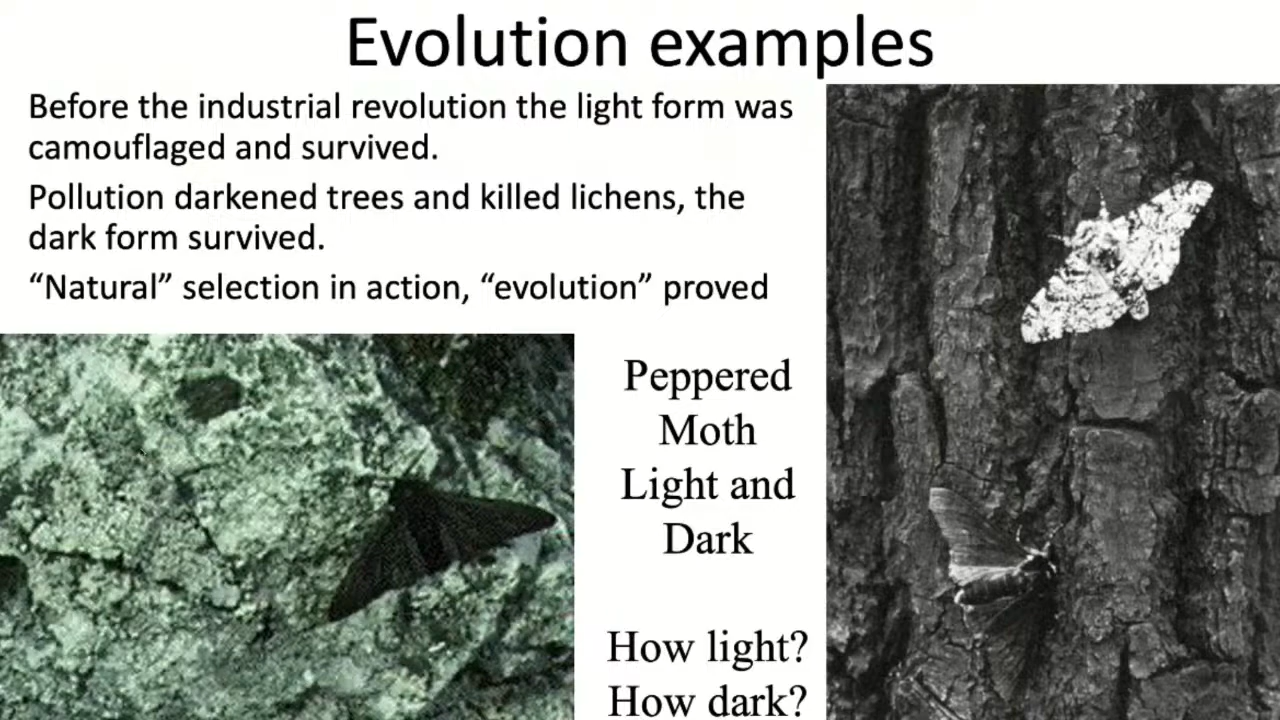 Evolution examples
Before the industrial revolution the light form was
camouflaged and survived.
Pollution darkened trees and killed lichens, the
dark form survived.
“Natural” selection in action, “evolution” proved
Peppered
Moth
Light and
Dark
How light?
How dark?